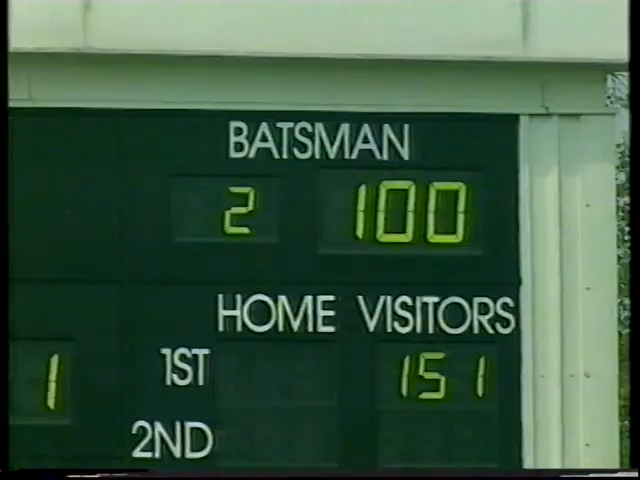 BATSMAN
2 100
HOME VISITORS
1 1ST 151
2ND